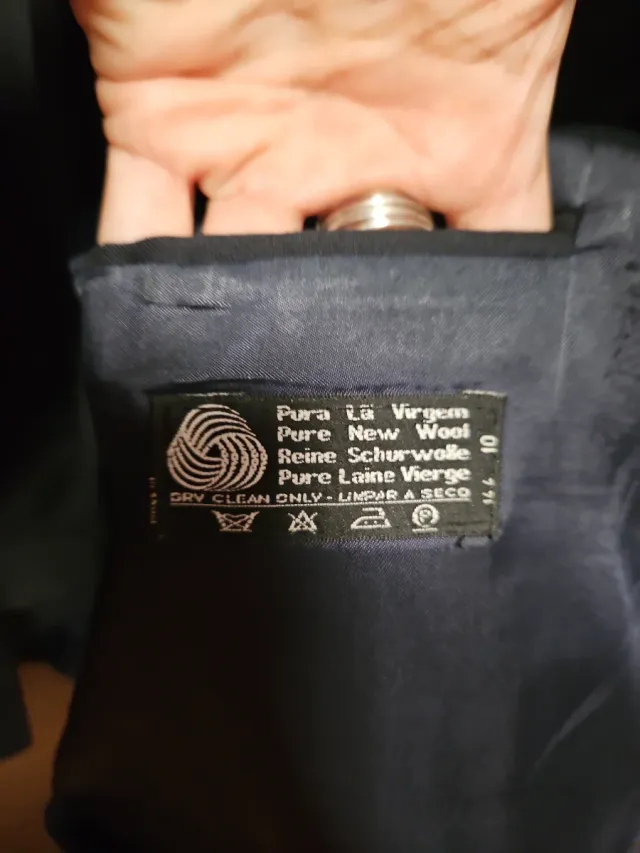 Pura Lã Virgem
Pure New Wool
Reine Schurwolle
Pure Laine Vierge
DRY CLEAN ONLY - LIMPAR A SECO
P
144 10